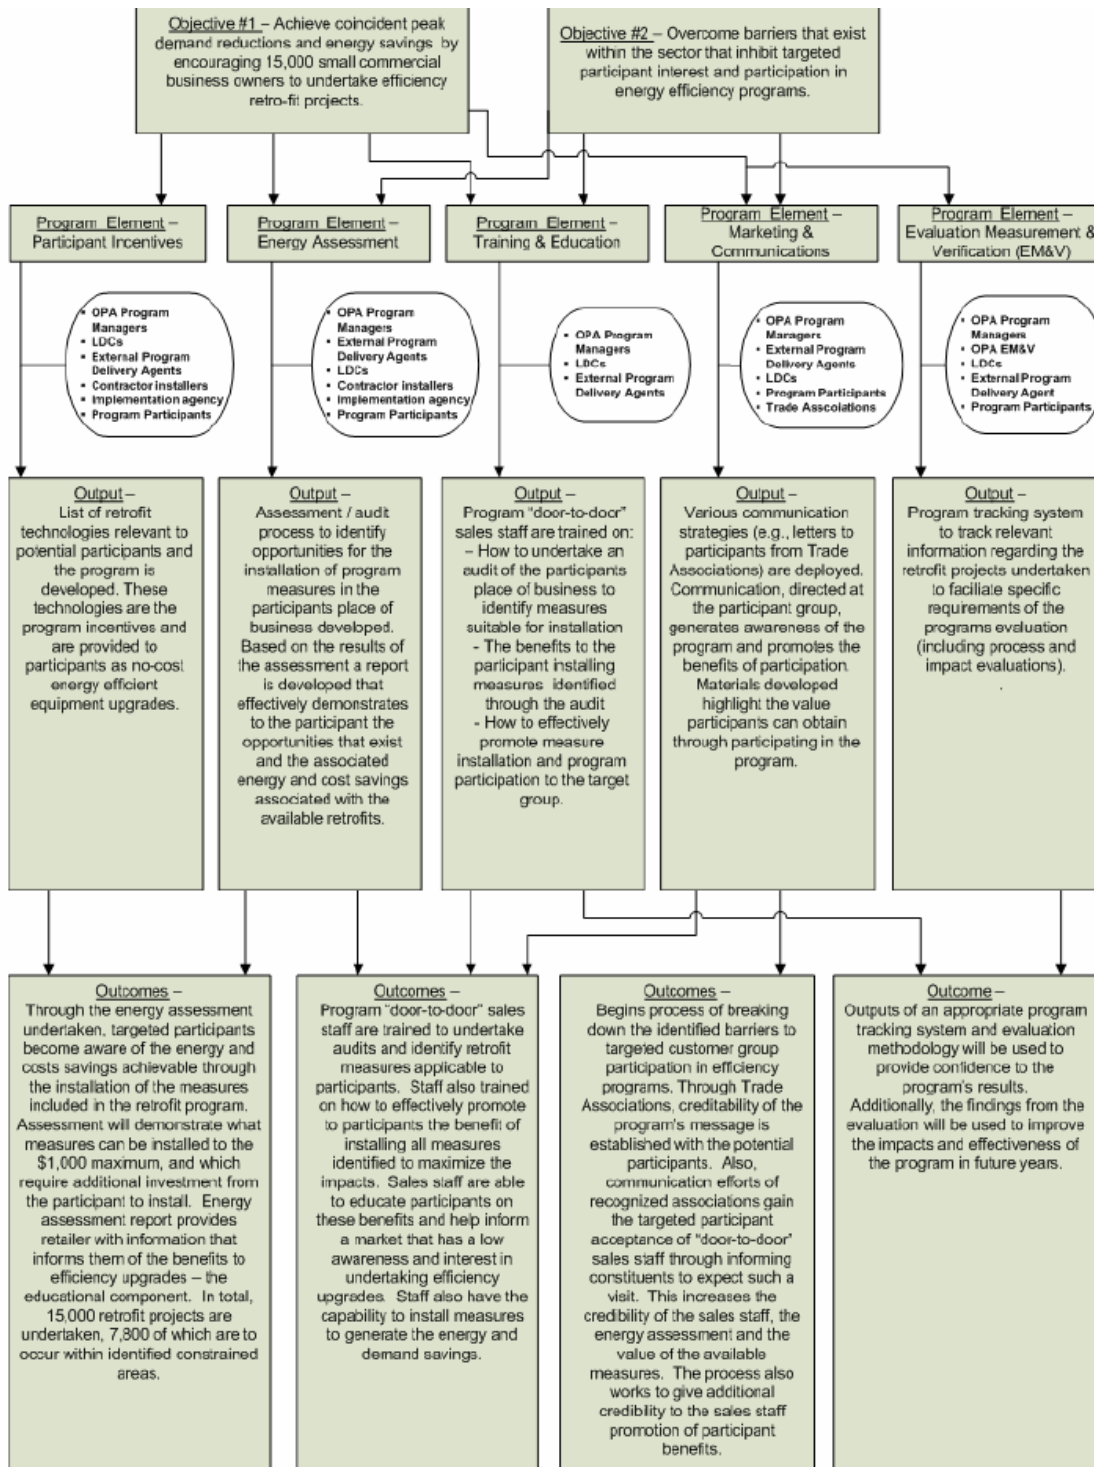 Objective #1 – Achieve coincident peak
demand reductions and energy savings by
encouraging 15,000 small commercial
business owners to undertake efficiency
retro-fit projects.
Objective #2 – Overcome barriers that exist
within the sector that inhibit targeted
participant interest and participation in
energy efficiency programs.
Program Element –
Participant Incentives
Program Element –
Energy Assessment
Program Element –
Training & Education
Program Element –
Marketing &
Communications
Program Element –
Evaluation Measurement &
Verification (EM&V)
▪ OPA Program
Managers
▪ LDCs
▪ External Program
Delivery Agents
▪ Contractor installers
▪ Implementation agency
▪ Program Participants
▪ OPA Program
Managers
▪ External Program
Delivery Agents
▪ LDCs
▪ Contractor installers
▪ Implementation agency
▪ Program Participants
▪ OPA Program
Managers
▪ LDCs
▪ External Program
Delivery Agents
▪ OPA Program
Managers
▪ External Program
Delivery Agents
▪ LDCs
▪ Program Participants
▪ Trade Asscoiations
▪ OPA Program
Managers
▪ OPA EM&V
▪ LDCs
▪ External Program
Delivery Agent
▪ Program Participants
Output –
List of retrofit
technologies relevant to
potential participants and
the program is
developed. These
technologies are the
program incentives and
are provided to
participants as no-cost
energy efficient
equipment upgrades.
Output –
Assessment / audit
process to identify
opportunities for the
installation of program
measures in the
participants place of
business developed.
Based on the results of
the assessment a report
is developed that
effectively demonstrates
to the participant the
opportunities that exist
and the associated
energy and cost savings
associated with the
available retrofits.
Output –
Program “door-to-door”
sales staff are trained on:
– How to undertake an
audit of the participants
place of business to
identify measures
suitable for installation
- The benefits to the
participant installing
measures identified
through the audit
– How to effectively
promote measure
installation and program
participation to the target
group.
Output –
Various communication
strategies (e.g., letters to
participants from Trade
Associations) are deployed.
Communication, directed at
the participant group,
generates awareness of the
program and promotes the
benefits of participation.
Materials developed
highlight the value
participants can obtain
through participating in the
program.
Output –
Program tracking system
to track relevant
information regarding the
retrofit projects undertaken
to faciliate specific
requirements of the
programs evaluation
(including process and
impact evaluations).
.
Outcomes –
Through the energy assessment
undertaken, targeted participants
become aware of the energy and
costs savings achievable through
the installation of the measures
included in the retrofit program.
Assessment will demonstrate what
measures can be installed to the
$1,000 maximum, and which
require additional investment from
the participant to install. Energy
assessment report provides
retailer with information that
informs them of the benefits to
efficiency upgrades – the
educational component. In total,
15,000 retrofit projects are
undertaken, 7,800 of which are to
occur within identified constrained
areas.
Outcomes –
Program “door-to-door” sales
staff are trained to undertake
audits and identify retrofit
measures applicable to
participants. Staff also trained
on how to effectively promote
to participants the benefit of
installing all measures
identified to maximize the
impacts. Sales staff are able
to educate participants on
these benefits and help inform
a market that has a low
awareness and interest in
undertaking efficiency
upgrades. Staff also have the
capability to install measures
to generate the energy and
demand savings.
Outcomes –
Begins process of breaking
down the identified barriers to
targeted customer group
participation in efficiency
programs. Through Trade
Associations, creditability of the
program's message is
established with the potential
participants. Also,
communication efforts of
recognized associations gain
the targeted participant
acceptance of “door-to-door”
sales staff through informing
constituents to expect such a
visit. This increases the
credibility of the sales staff, the
energy assessment and the
value of the available
measures. The process also
works to give additional
credibility to the sales staff
promotion of participant
benefits.
Outcome –
Outputs of an appropriate program
tracking system and evaluation
methodology will be used to
provide confidence to the
program's results.
Additionally, the findings from the
evaluation will be used to improve
the impacts and effectiveness of
the program in future years.